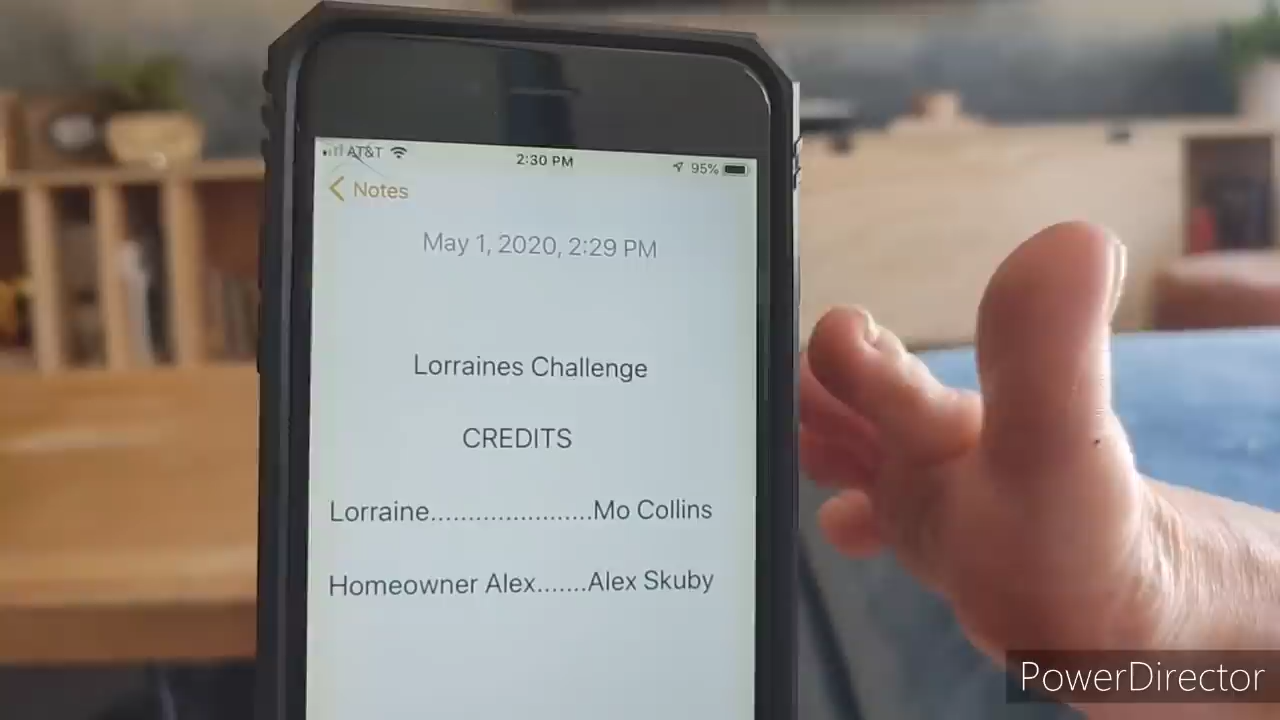 AT&T
2:30 PM
95%
Notes
May 1, 2020, 2:29 PM
Lorraines Challenge
CREDITS
Lorraine.....................Mo Collins
Homeowner Alex.......Alex Skuby
PowerDirector